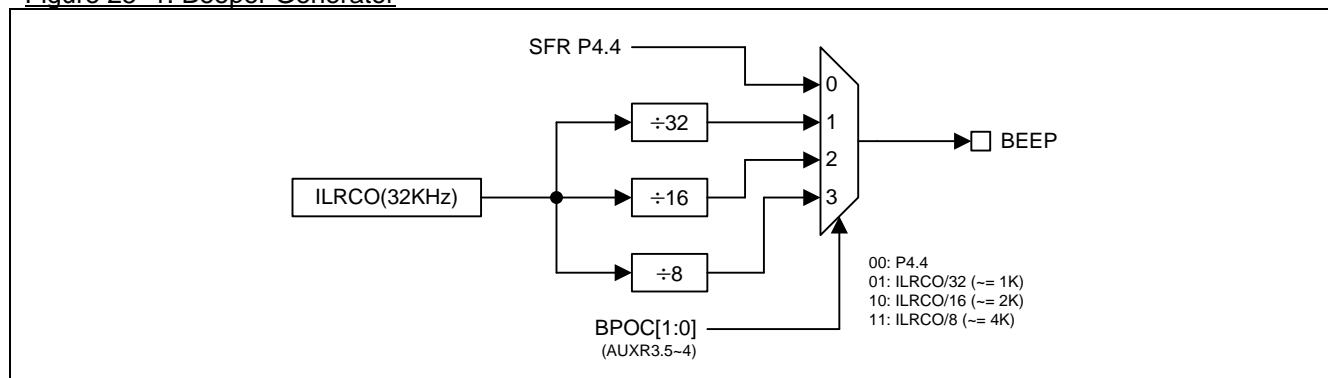 Figure 25-1. Beeper Generator
SFR P4.4
0
÷32
1
BEEP
2
ILRCO(32KHz)
÷16
3
÷8
00: P4.4
01: ILRCO/32 (~= 1K)
10: ILRCO/16 (~= 2K)
11: ILRCO/8 (~= 4K)
BPOC[1:0]
(AUXR3.5~4)